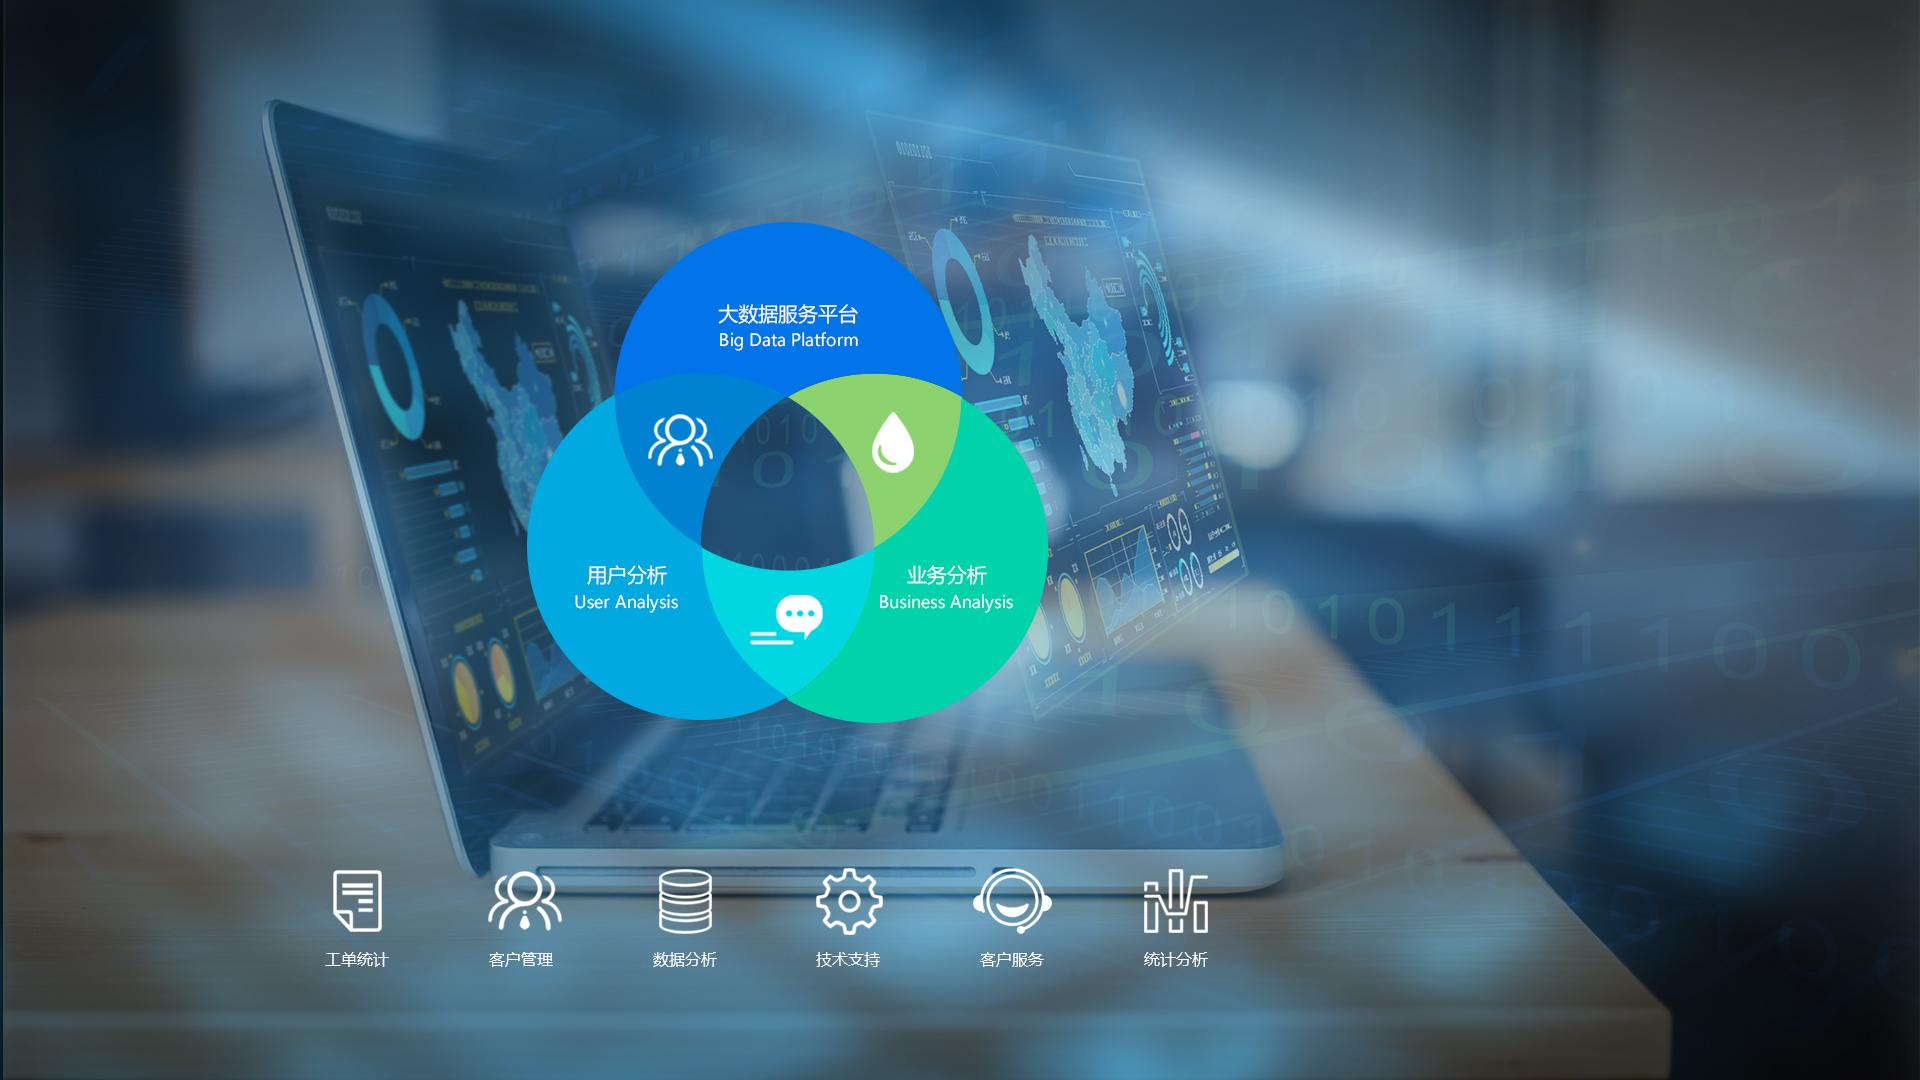 大数据服务平台
Big Data Platform
用户分析
User Analysis
业务分析
Business Analysis
工单统计
客户管理
数据分析
技术支持
客户服务
统计分析